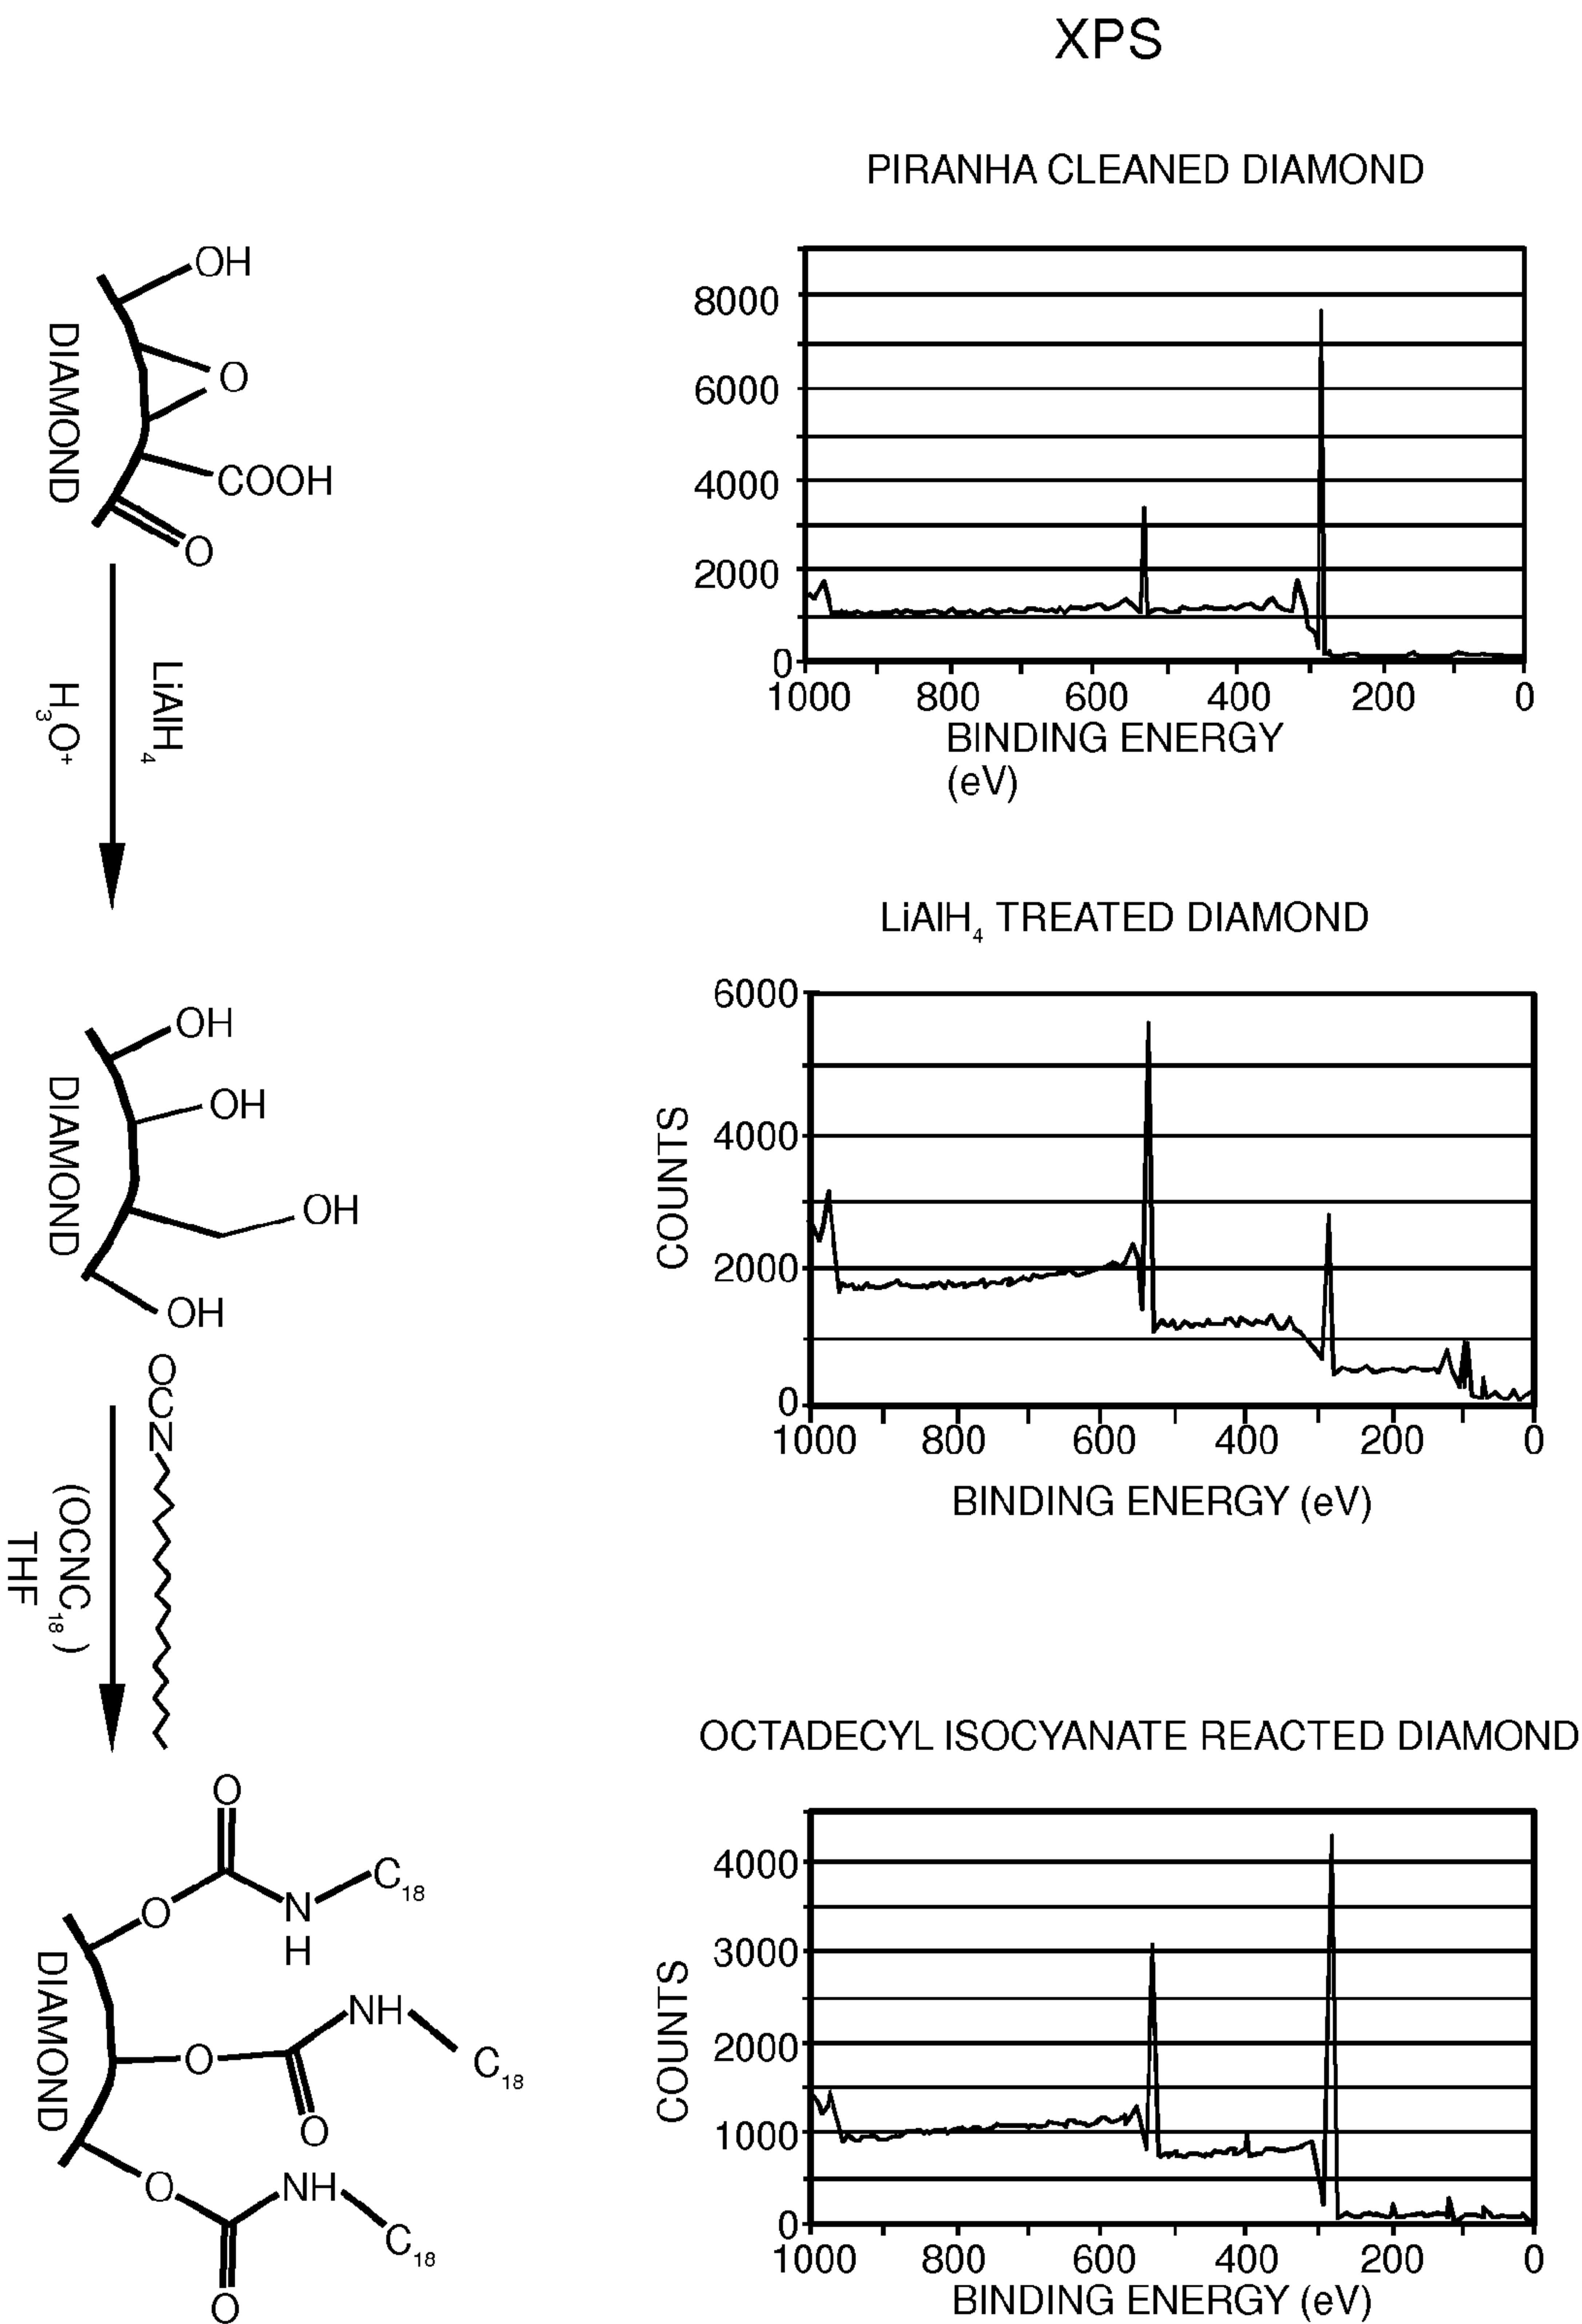 XPS
PIRANHA CLEANED DIAMOND
OH
O
COOH
O
DIAMOND
8000
6000
4000
2000
0
1000 800 600 400 200 0
BINDING ENERGY
(eV)
LiAlH4
H3O+
LiAlH4 TREATED DIAMOND
OH
OH
OH
OH
DIAMOND
COUNTS
6000
4000
2000
0
1000 800 600 400 200 0
BINDING ENERGY (eV)
OCN
(OCNC18)
THF
OCTADECYL ISOCYANATE REACTED DIAMOND
O
O
N
H
C18
O
NH
C18
O
O
NH
C18
O
DIAMOND
COUNTS
4000
3000
2000
1000
0
1000 800 600 400 200 0
BINDING ENERGY (eV)